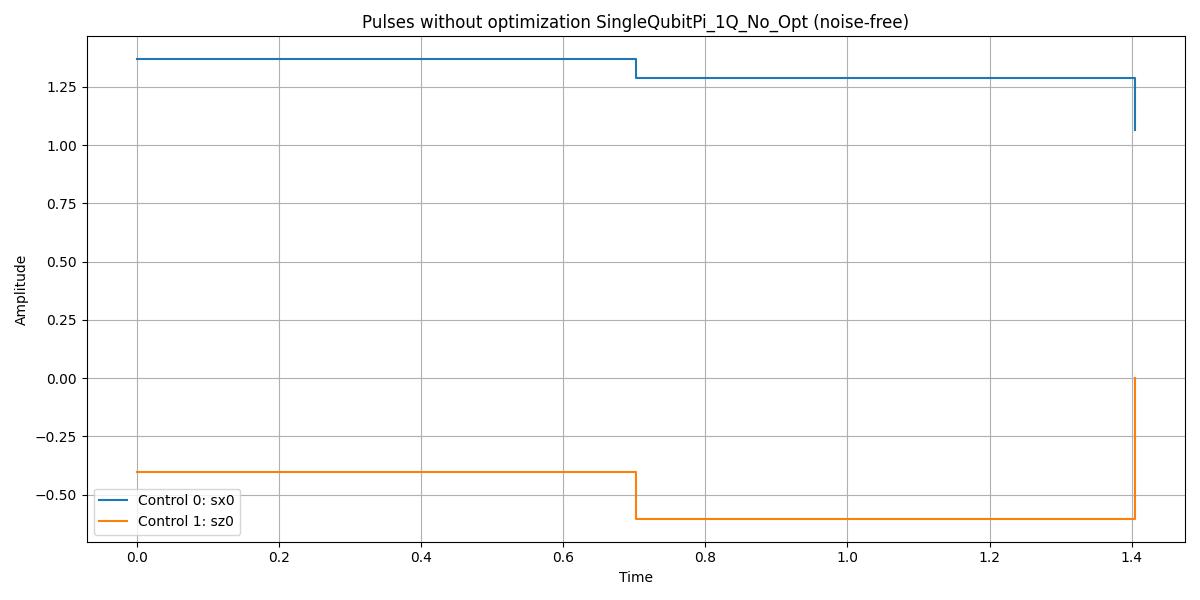 Pulses without optimization SingleQubitPi_1Q_No_Opt (noise-free)
Amplitude
1.25
1.00
0.75
0.50
0.25
0.00
−0.25
−0.50
Control 0: sx0
Control 1: sz0
0.0 0.2 0.4 0.6 0.8 1.0 1.2 1.4
Time